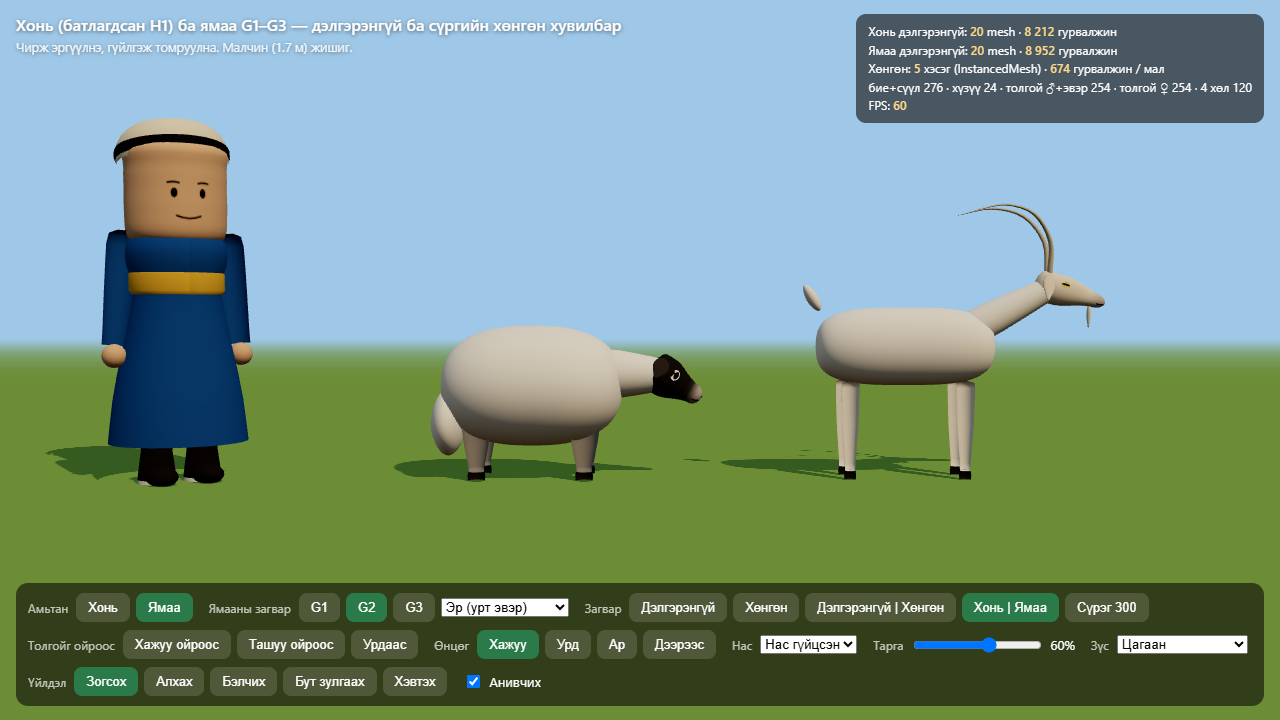 Хонь (батлагдсан H1) ба ямаа G1–G3 — дэлгэрэнгүй ба сүргийн хөнгөн хувилбар
Чирж эргүүлнэ, гүйлгэж томруулна. Малчин (1.7 м) жишиг.
Хонь дэлгэрэнгүй: 20 mesh · 8 212 гурвалжин
Ямаа дэлгэрэнгүй: 20 mesh · 8 952 гурвалжин
Хөнгөн: 5 хэсэг (InstancedMesh) · 674 гурвалжин / мал
бие+сүүл 276 · хүзүү 24 · толгой ♂+эвэр 254 · толгой ♀ 254 · 4 хөл 120
FPS: 60
Амьтан Хонь Ямаа Ямааны загвар G1 G2 G3 Эр (урт эвэр) Загвар Дэлгэрэнгүй Хөнгөн Дэлгэрэнгүй | Хөнгөн Хонь | Ямаа Сүрэг 300
Толгойг ойроос Хажуу ойроос Ташуу ойроос Урдаас Өнцөг Хажуу Урд Ар Дээрээс Нас Нас гүйцсэн Тарга 60% Зүс Цагаан
Үйлдэл Зогсох Алхах Бэлчих Бут зулгаах Хэвтэх Анивчих